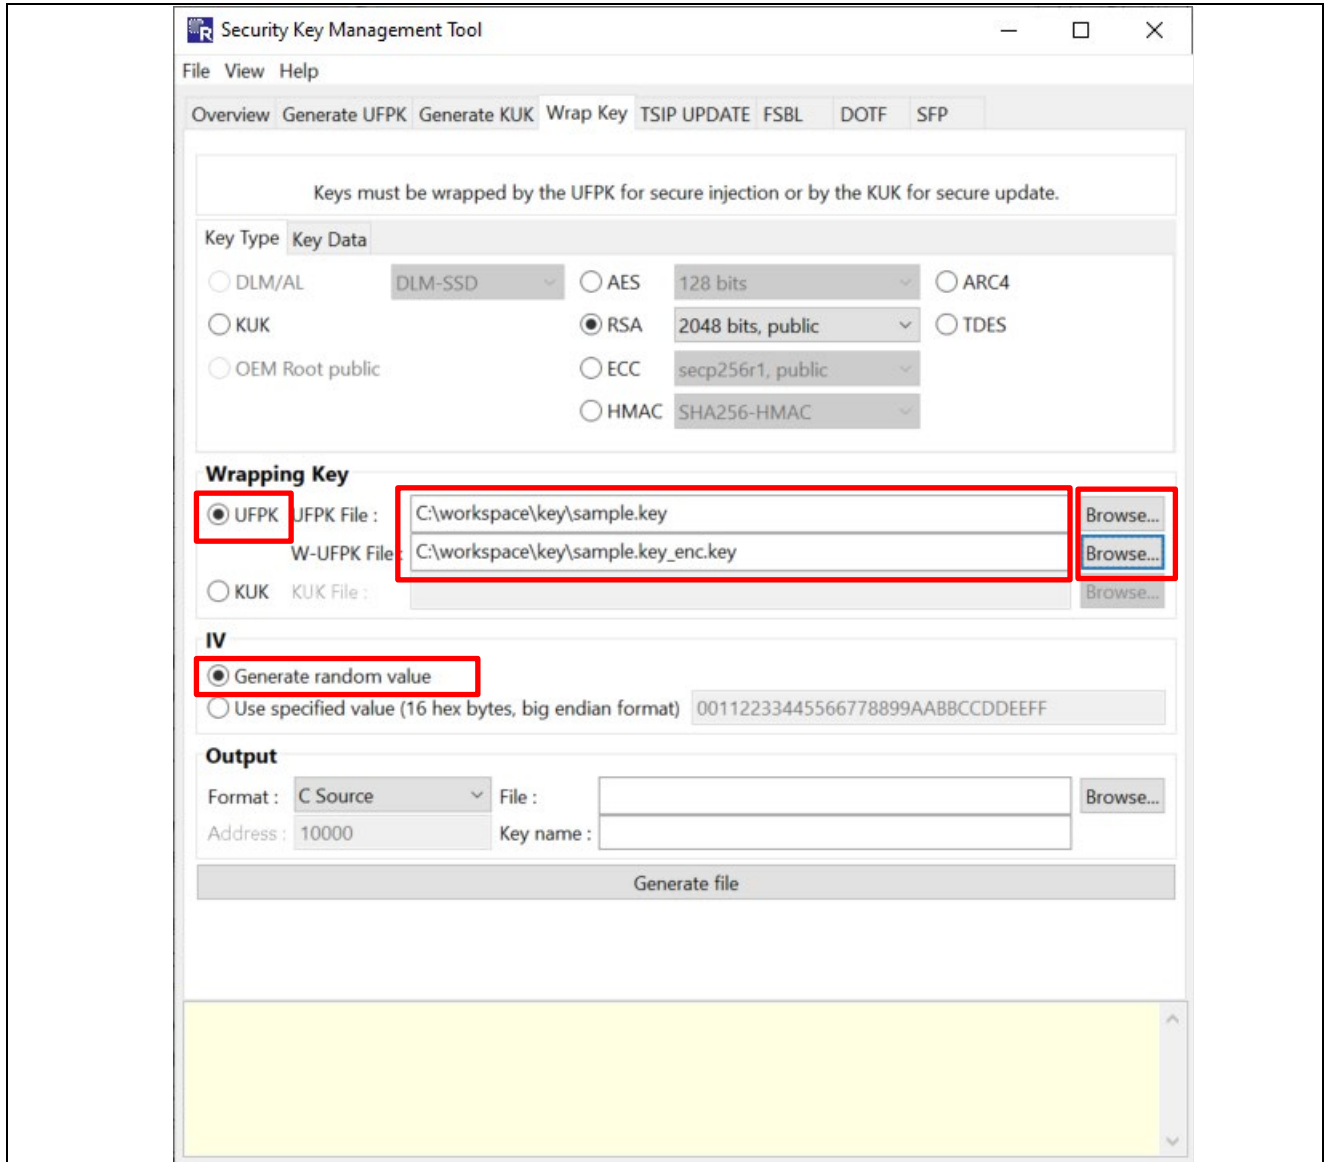 Security Key Management Tool
File View Help
Overview Generate UFPK Generate KUK Wrap Key TSIP UPDATE FSBL DOTF SFP
Keys must be wrapped by the UFPK for secure injection or by the KUK for secure update.
Key Type Key Data
DLM/AL DLM-SSD AES 128 bits ARC4
KUK RSA 2048 bits, public TDES
OEM Root public ECC secp256r1, public
HMAC SHA256-HMAC
Wrapping Key
UFPK UFPK File : C:\workspace\key\sample.key Browse...
W-UFPK File : C:\workspace\key\sample.key_enc.key Browse...
KUK KUK File : Browse...
IV
Generate random value
Use specified value (16 hex bytes, big endian format) 00112233445566778899AABBCCDDEEFF
Output
Format : C Source File : Browse...
Address : 10000 Key name :
Generate file